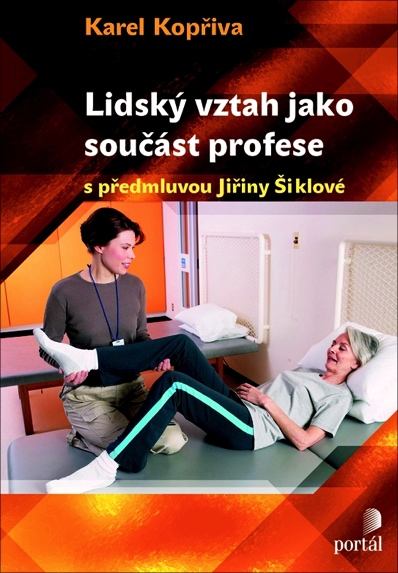 Karel Kopřiva
Lidský vztah jako
součást profese
s předmluvou Jiřiny Šiklové
portál